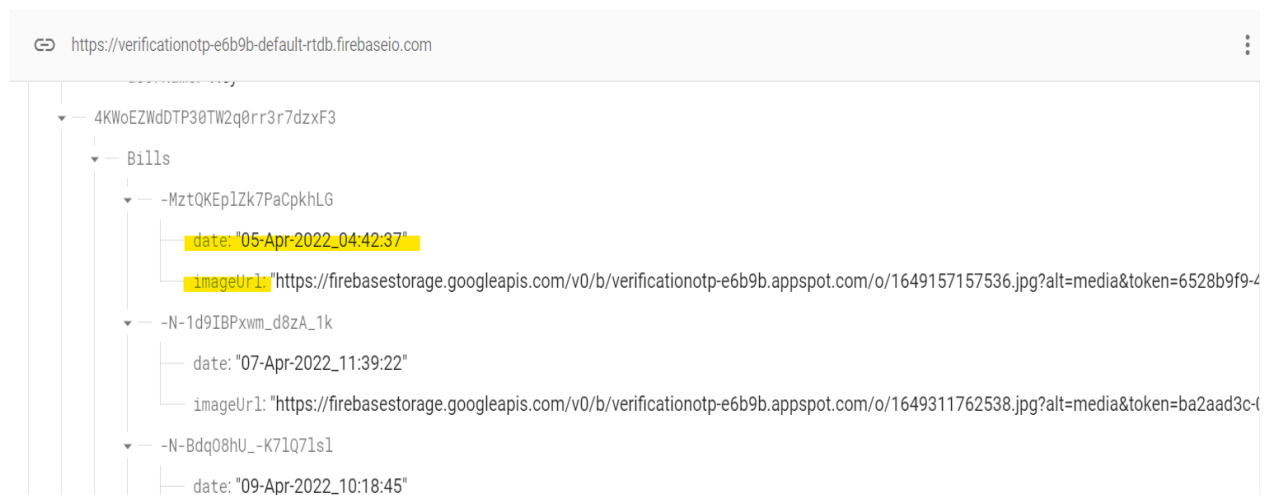 https://verificationotp-e6b9b-default-rtdb.firebaseio.com
4KWoEZWdDTP30TW2q0rr3r7dzxF3
Bills
-MztQKEplZk7PaCpkhLG
date: "05-Apr-2022_04:42:37"
imageUrl: "https://firebasestorage.googleapis.com/v0/b/verificationotp-e6b9b.appspot.com/o/1649157157536.jpg?alt=media&token=6528b9f9-4
-N-1d9IBPxwm_d8zA_1k
date: "07-Apr-2022_11:39:22"
imageUrl: "https://firebasestorage.googleapis.com/v0/b/verificationotp-e6b9b.appspot.com/o/1649311762538.jpg?alt=media&token=ba2aad3c-
-N-BdqO8hU_-K7lQ7lsl
date: "09-Apr-2022_10:18:45"